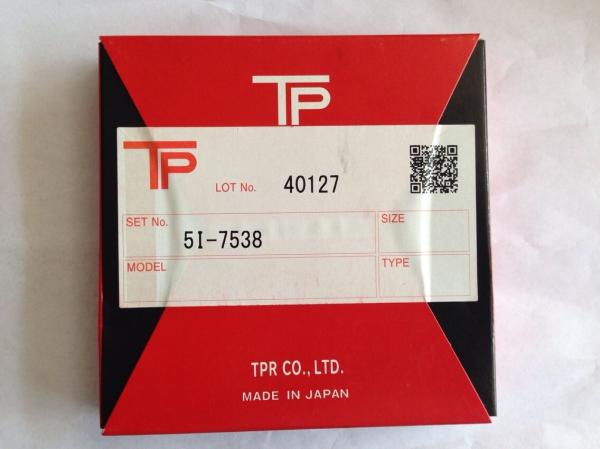 TP
TP
LOT No. 40127
SET No.
5I-7538
SIZE
MODEL
TYPE
TPR CO., LTD.
MADE IN JAPAN